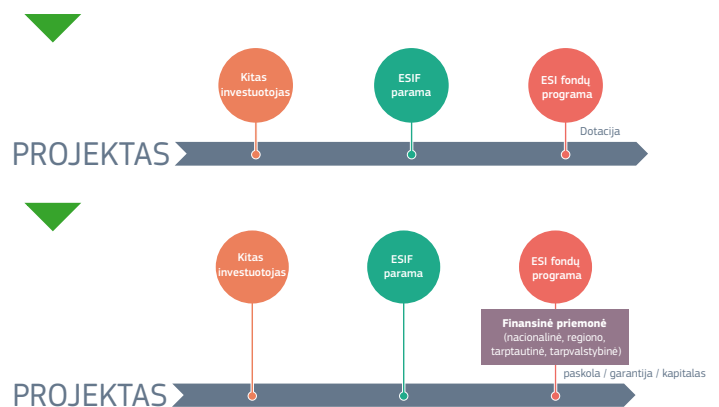 Kitas
investuotojas
ESIF
parama
ESI fondų
programa
Dotacija
PROJEKTAS
Kitas
investuotojas
ESIF
parama
ESI fondų
programa
Finansinė priemonė
(nacionalinė, regiono,
tarptautinė, tarpvalstybinė)
paskola / garantija / kapitalas
PROJEKTAS